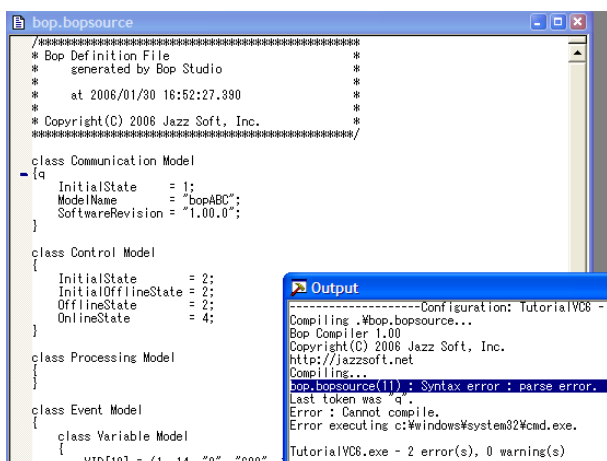 bop.bopsource
/************************************************
* Bop Definition File *
* generated by Bop Studio *
* *
* at 2006/01/30 16:52:27.390 *
* *
* Copyright(C) 2006 Jazz Soft, Inc. *
************************************************/
class Communication Model
{q
InitialState = 1;
ModelName = "bopABC";
SoftwareRevision = "1.00.0";
}
class Control Model
{
InitialState = 2;
InitialOfflineState = 2;
OfflineState = 2;
OnlineState = 4;
}
class Processing Model
{
}
class Event Model
{
class Variable Model
{
Output
--------------------Configuration: TutorialVC6 -
Compiling .¥bop.bopsource...
Bop Compiler 1.00
Copyright(C) 2006 Jazz Soft, Inc.
http://jazzsoft.net
Compiling...
bop.bopsource(11) : Syntax error : parse error.
Last token was "q".
Error : Cannot compile.
Error executing c:¥windows¥system32¥cmd.exe.
TutorialVC6.exe - 2 error(s), 0 warning(s)